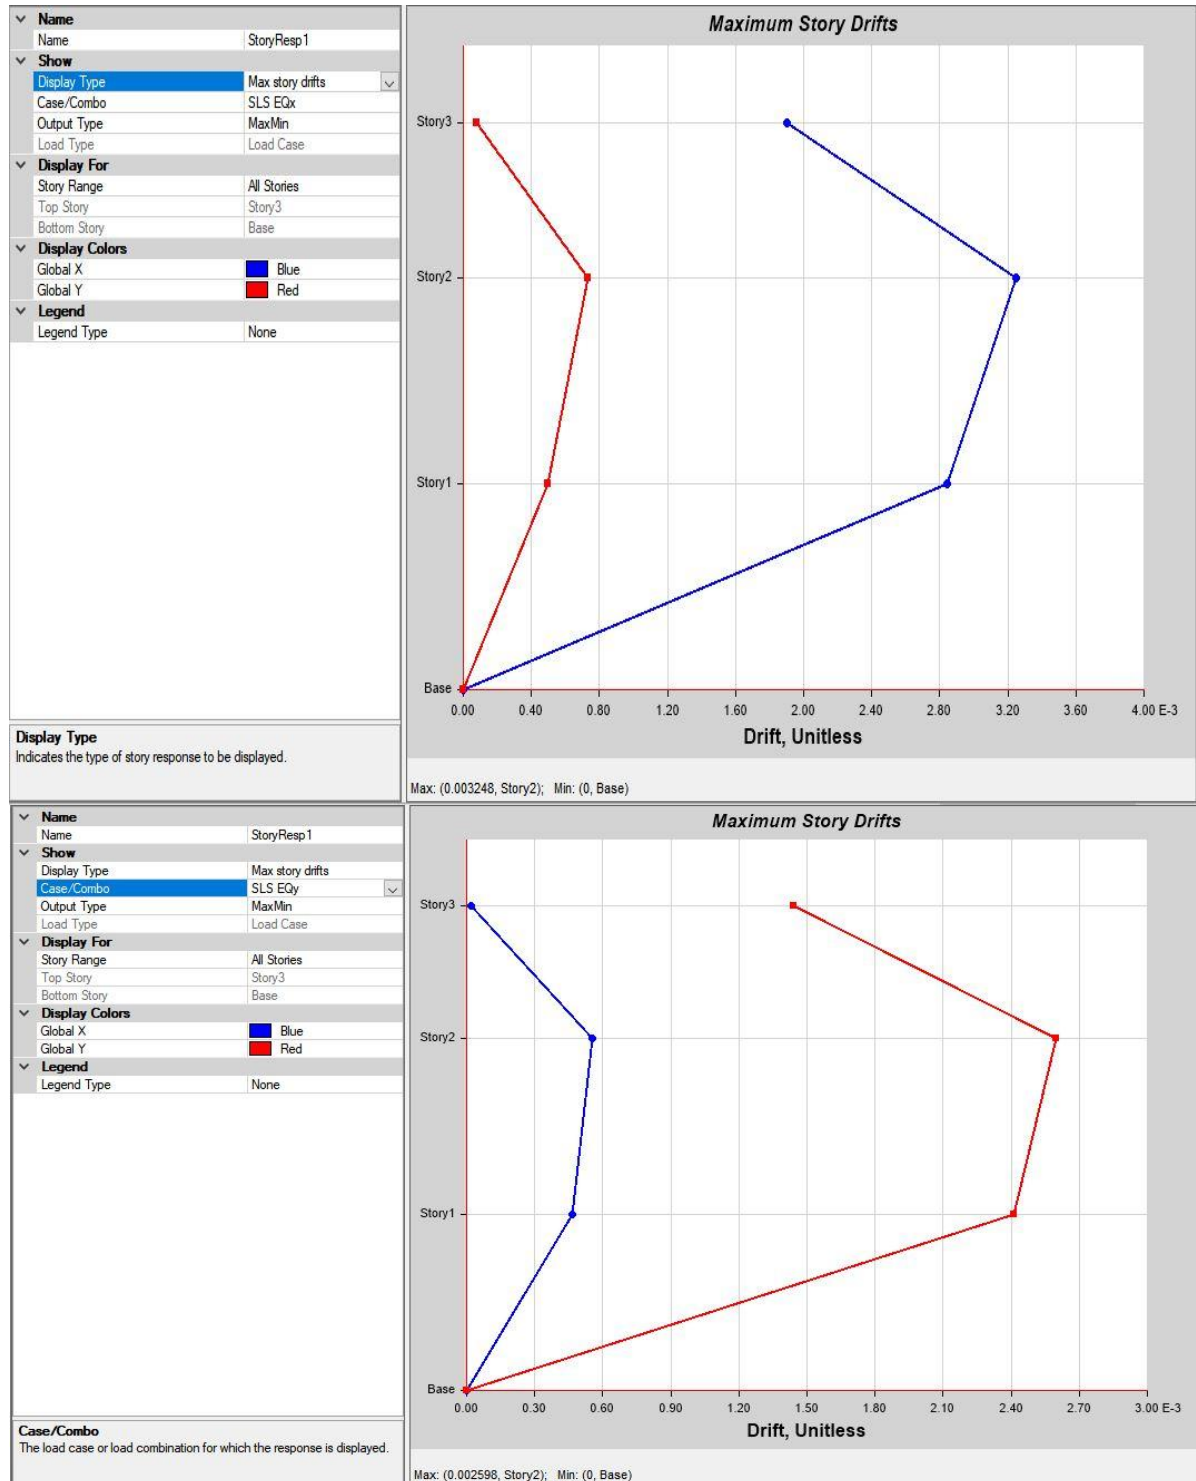 Name
Name StoryResp1
Show
Display Type Max story drifts
Case/Combo SLS EQx
Output Type MaxMin
Load Type Load Case
Display For
Story Range All Stories
Top Story Story3
Bottom Story Base
Display Colors
Global X Blue
Global Y Red
Legend
Legend Type None
Display Type
Indicates the type of story response to be displayed.
Maximum Story Drifts
Story3
Story2
Story1
Base
0.00 0.40 0.80 1.20 1.60 2.00 2.40 2.80 3.20 3.60 4.00 E-3
Drift, Unitless
Max: (0.003248, Story2); Min: (0, Base)
Name
Name StoryResp1
Show
Display Type Max story drifts
Case/Combo SLS EQy
Output Type MaxMin
Load Type Load Case
Display For
Story Range All Stories
Top Story Story3
Bottom Story Base
Display Colors
Global X Blue
Global Y Red
Legend
Legend Type None
Case/Combo
The load case or load combination for which the response is displayed.
Maximum Story Drifts
Story3
Story2
Story1
Base
0.00 0.30 0.60 0.90 1.20 1.50 1.80 2.10 2.40 2.70 3.00 E-3
Drift, Unitless
Max: (0.002598, Story2); Min: (0, Base)